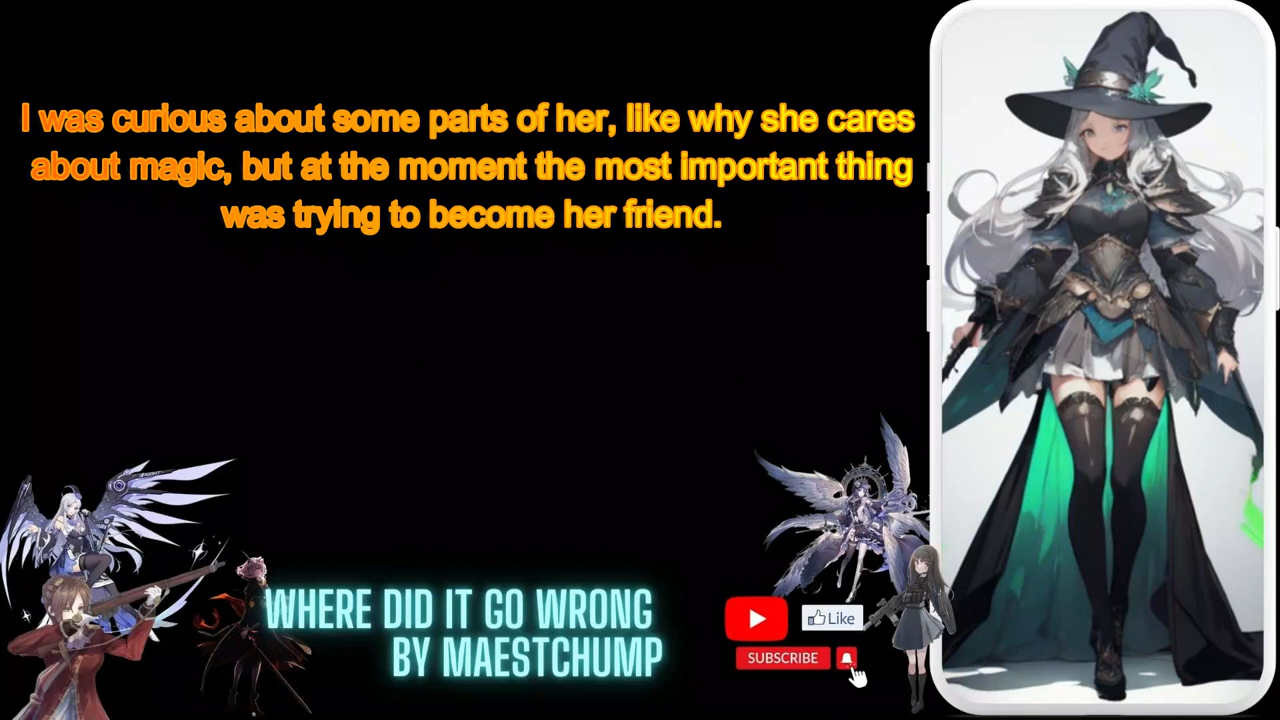 I was curious about some parts of her, like why she cares
about magic, but at the moment the most important thing
was trying to become her friend.
WHERE DID IT GO WRONG
BY MAESTCHUMP
Like
SUBSCRIBE